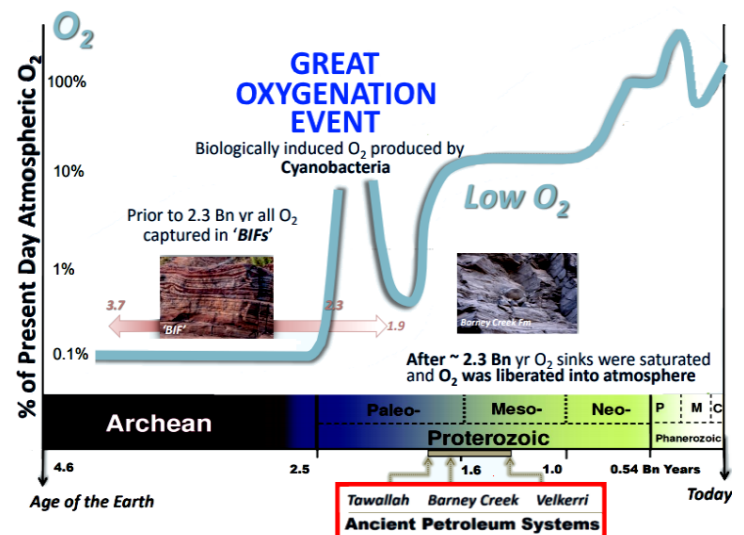 O2
% of Present Day Atmospheric O2
100%
10%
1%
0.1%
GREAT
OXYGENATION
EVENT
Biologically induced O2 produced by
Cyanobacteria
Prior to 2.3 Bn yr all O2
captured in ‘BIFs’
Low O2
3.7
2.3
1.9
‘BIF’
Barney Creek Fm
After ~ 2.3 Bn yr O2 sinks were saturated
and O2 was liberated into atmosphere
Archean
Paleo-
Meso-
Neo-
P
M
C
Proterozoic
Phanerozoic
4.6
2.5
1.6
1.0
0.54 Bn Years
Age of the Earth
Today
Tawallah Barney Creek Velkerri
Ancient Petroleum Systems